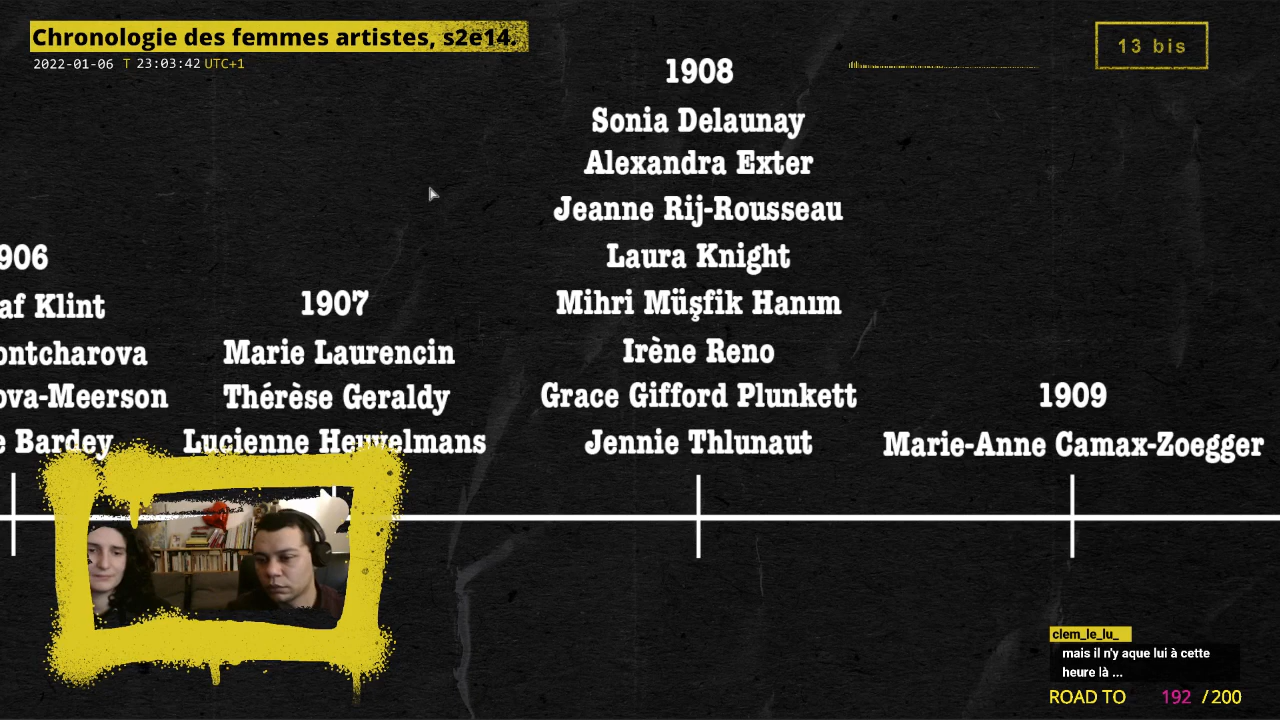 Chronologie des femmes artistes, s2e14.
2022-01-06 T 23:03:42 UTC+1
13 bis
906
af Klint
ontcharova
ova-Meerson
e Bardey
1907
Marie Laurencin
Thérèse Geraldy
Lucienne Heuvelmans
1908
Sonia Delaunay
Alexandra Exter
Jeanne Rij-Rousseau
Laura Knight
Mihri Müşfik Hanım
Irène Reno
Grace Gifford Plunkett
Jennie Thlunaut
1909
Marie-Anne Camax-Zoegger
clem_le_lu_
mais il n'y aque lui à cette
heure là ...
ROAD TO 192 / 200